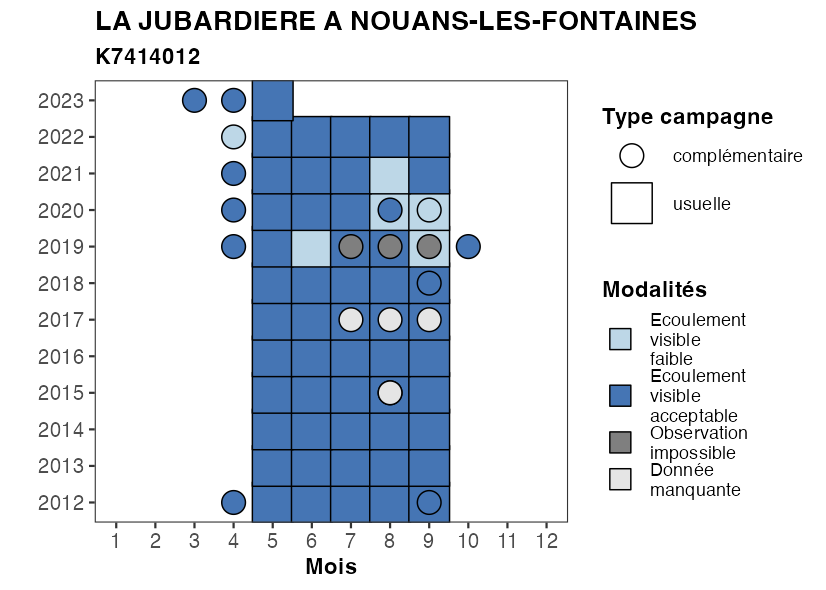 LA JUBARDIERE A NOUANS-LES-FONTAINES
K7414012
2023
2022
2021
2020
2019
2018
2017
2016
2015
2014
2013
2012
1 2 3 4 5 6 7 8 9 10 11 12
Mois
Type campagne
complémentaire
usuelle
Modalités
Ecoulement
visible
faible
Ecoulement
visible
acceptable
Observation
impossible
Donnée
manquante